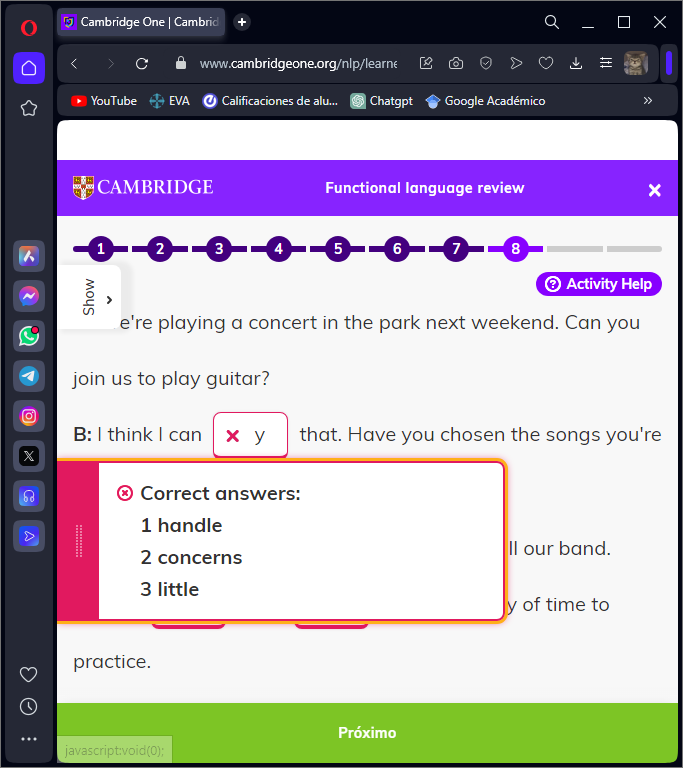 Cambridge One | Cambrid
www.cambridgeone.org/nlp/learne
YouTube
EVA
Calificaciones de alu...
Chatgpt
Google Académico
»
CAMBRIDGE
Functional language review
1 2 3 4 5 6 7 8
Activity Help
Show
e're playing a concert in the park next weekend. Can you
join us to play guitar?
B: I think I can y that. Have you chosen the songs you're
Correct answers:
1 handle
2 concerns
3 little
ll our band.
y of time to
practice.
Próximo
javascript:void(0);